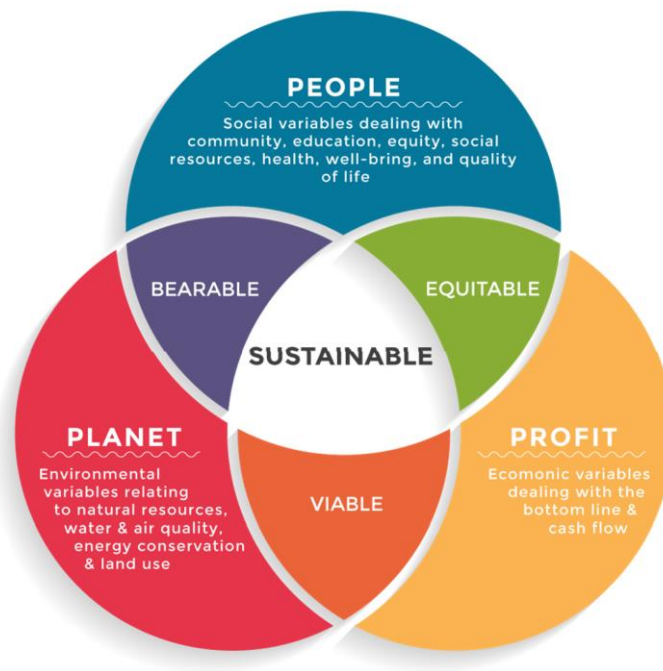 PEOPLE
Social variables dealing with
community, education, equity, social
resources, health, well-bring, and quality
of life
BEARABLE
EQUITABLE
SUSTAINABLE
PLANET
Environmental
variables relating
to natural resources,
water & air quality,
energy conservation
& land use
VIABLE
PROFIT
Ecomonic variables
dealing with the
bottom line &
cash flow